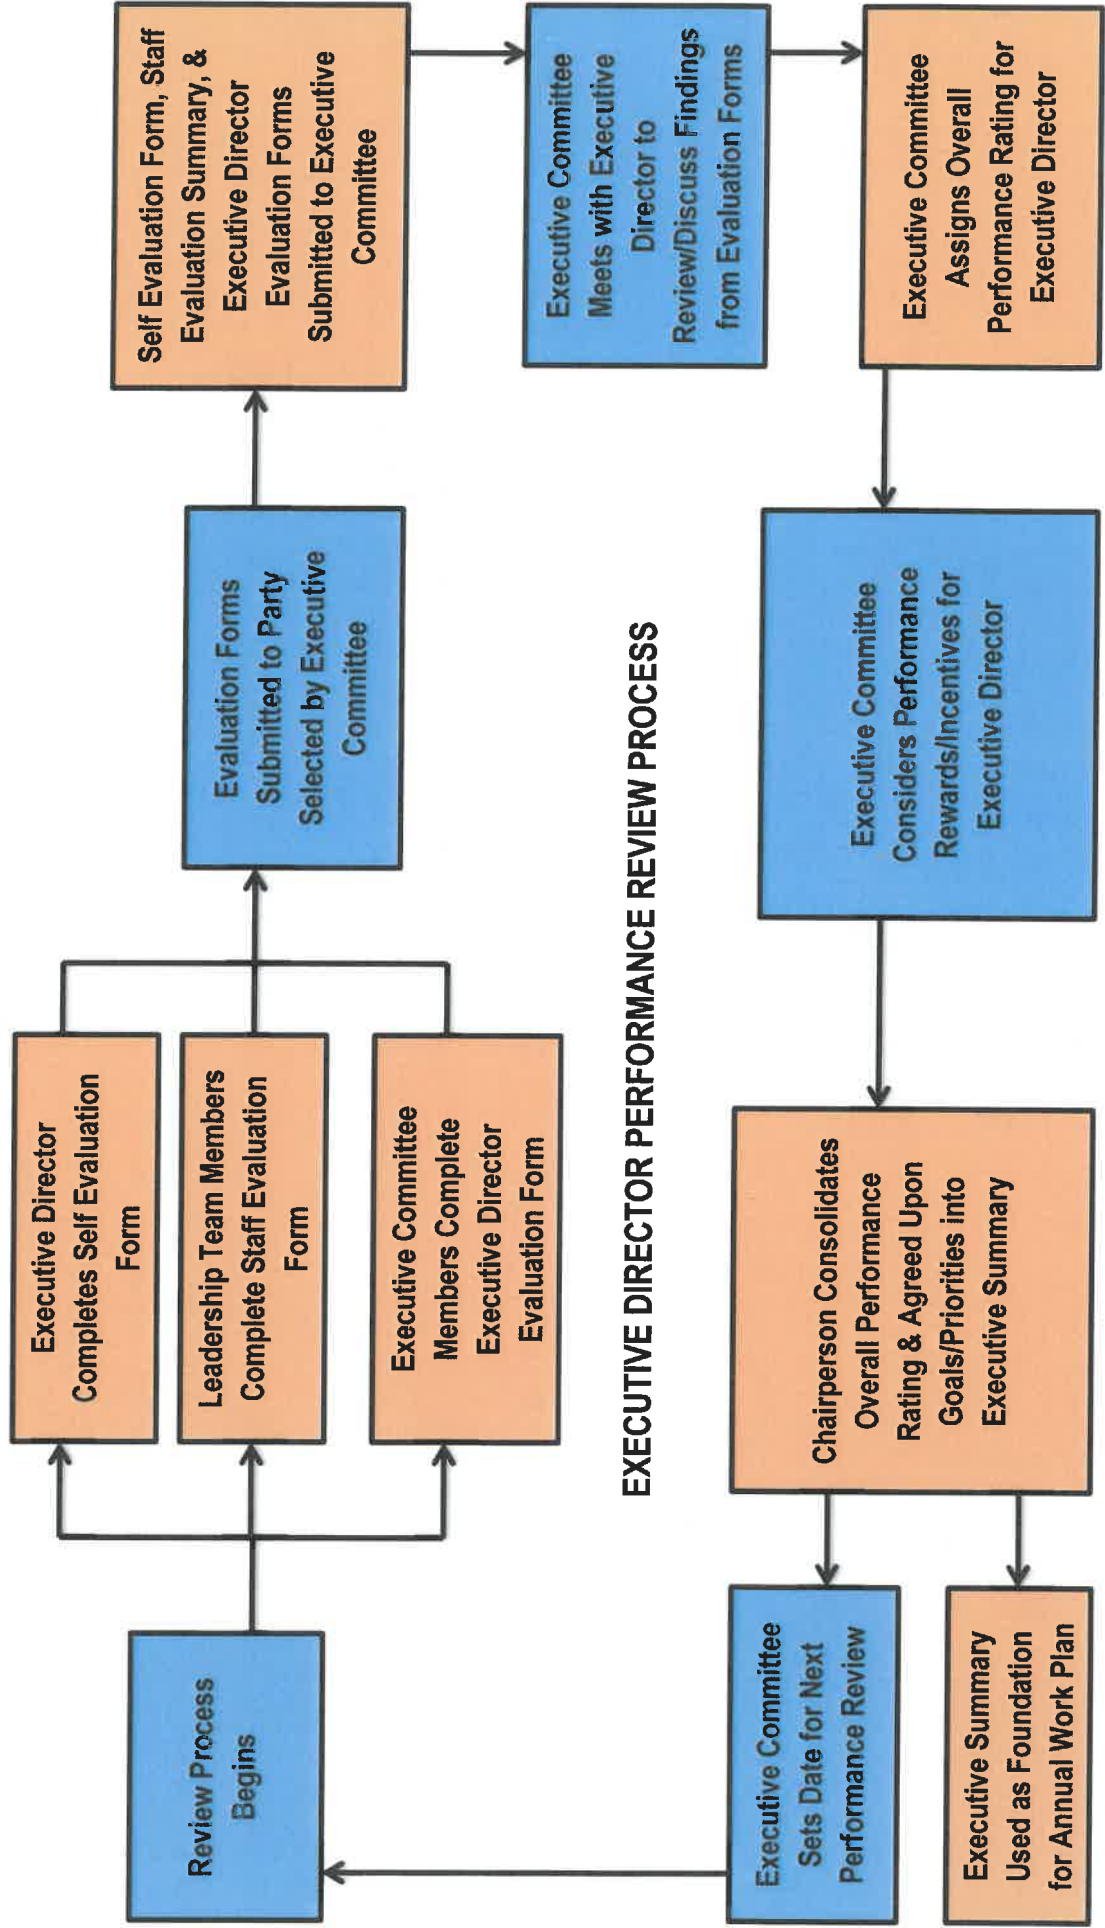 Review Process
Begins
Executive Director
Completes Self Evaluation
Form
Leadership Team Members
Complete Staff Evaluation
Form
Executive Committee
Members Complete
Executive Director
Evaluation Form
Evaluation Forms
Submitted to Party
Selected by Executive
Committee
Self Evaluation Form, Staff
Evaluation Summary, &
Executive Director
Evaluation Forms
Submitted to Executive
Committee
EXECUTIVE DIRECTOR PERFORMANCE REVIEW PROCESS
Executive Committee
Meets with Executive
Director to
Review/Discuss Findings
from Evaluation Forms
Executive Committee
Assigns Overall
Performance Rating for
Executive Director
Executive Committee
Considers Performance
Rewards/Incentives for
Executive Director
Chairperson Consolidates
Overall Performance
Rating & Agreed Upon
Goals/Priorities into
Executive Summary
Executive Committee
Sets Date for Next
Performance Review
Executive Summary
Used as Foundation
for Annual Work Plan